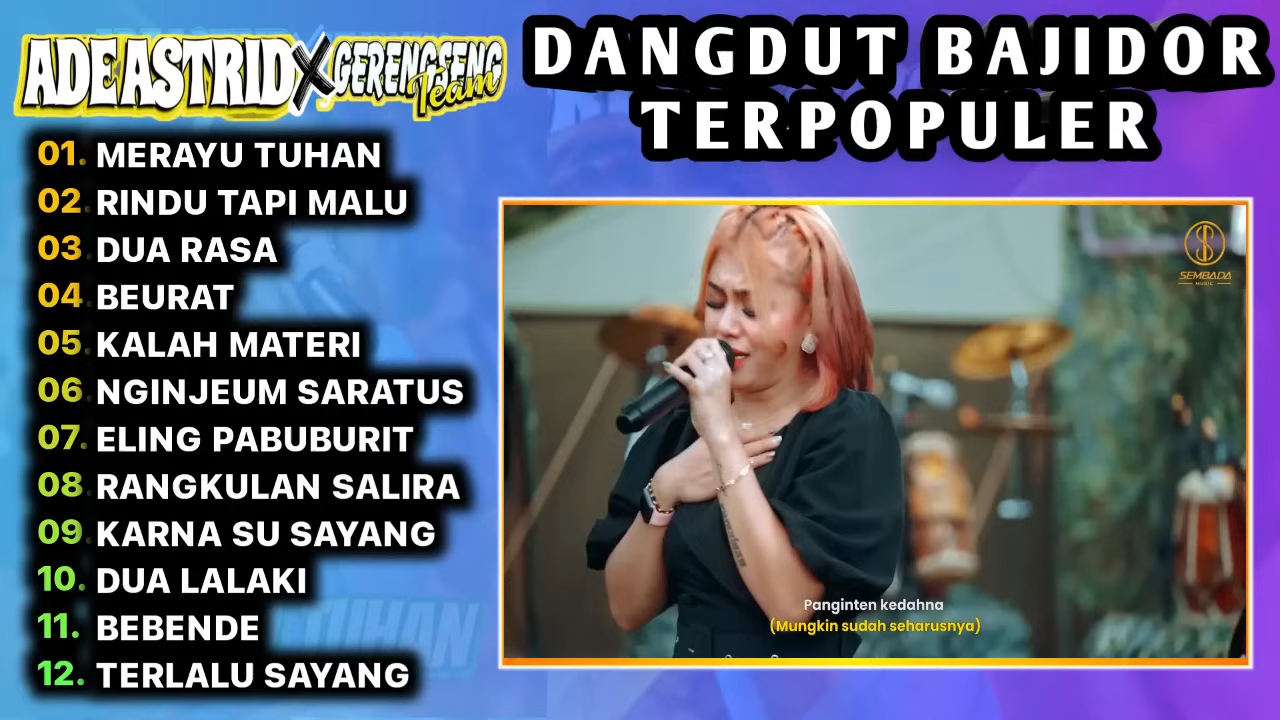 ADE ASTRID X GERENGSENG Team
DANGDUT BAJIDOR
TERPOPULER
01. MERAYU TUHAN
02. RINDU TAPI MALU
03. DUA RASA
04. BEURAT
05. KALAH MATERI
06. NGINJEUM SARATUS
07. ELING PABUBURIT
08. RANGKULAN SALIRA
09. KARNA SU SAYANG
10. DUA LALAKI
11. BEBENDE
12. TERLALU SAYANG
SEMBADA
MUSIC
Panginten kedahna
(Mungkin sudah seharusnya)
TUHAN